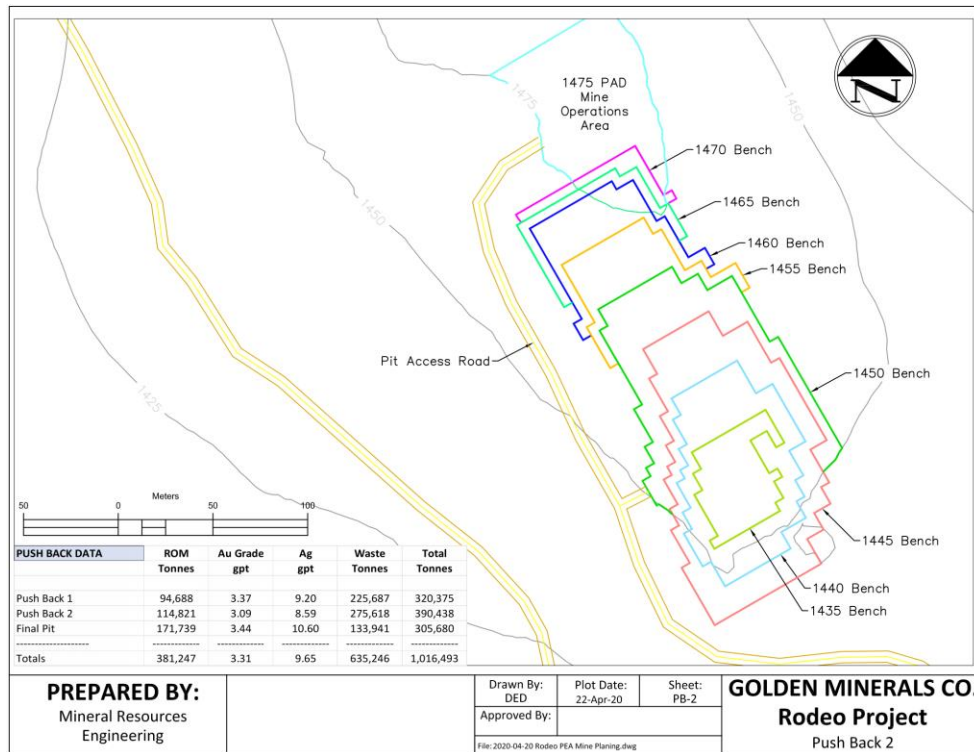 1475 PAD
Mine
Operations
Area
1475
1450
N
1470 Bench
1465 Bench
1460 Bench
1455 Bench
1450
Pit Access Road
1450 Bench
1425
1445 Bench
1440 Bench
1435 Bench
Meters
50 0 50 100
PUSH BACK DATA ROM Au Grade Ag Waste Total
Tonnes gpt gpt Tonnes Tonnes
Push Back 1 94,688 3.37 9.20 225,687 320,375
Push Back 2 114,821 3.09 8.59 275,618 390,438
Final Pit 171,739 3.44 10.60 133,941 305,680
------------------- ------------- ------------- ------------- ------------- -------------
Totals 381,247 3.31 9.65 635,246 1,016,493
PREPARED BY:
Mineral Resources
Engineering
Drawn By: Plot Date: Sheet:
DED 22-Apr-20 PB-2
Approved By:
File: 2020-04-20 Rodeo PEA Mine Planing.dwg
GOLDEN MINERALS CO.
Rodeo Project
Push Back 2